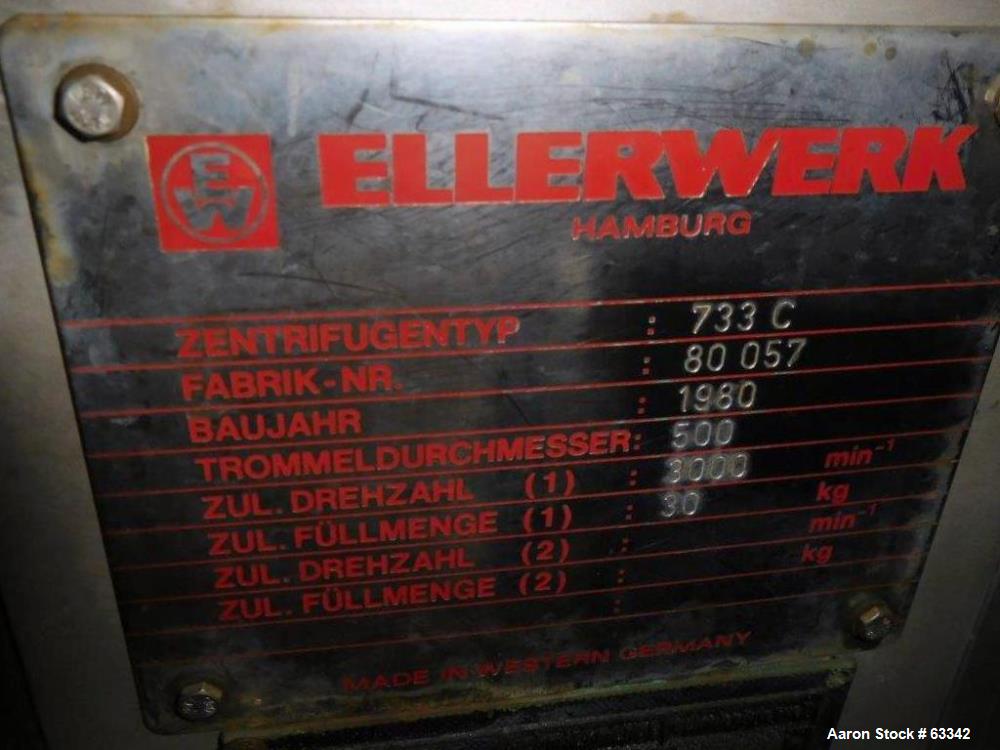 EW
ELLERWERK
HAMBURG
ZENTRIFUGENTYP : 733 C
FABRIK-NR. : 80 057
BAUJAHR : 1980
TROMMELDURCHMESSER: 500
ZUL. DREHZAHL (1) : 3000 min⁻¹
ZUL. FÜLLMENGE (1) : 30 kg
ZUL. DREHZAHL (2) : min⁻¹
ZUL. FÜLLMENGE (2) : kg
:
MADE IN WESTERN GERMANY
Aaron Stock # 63342